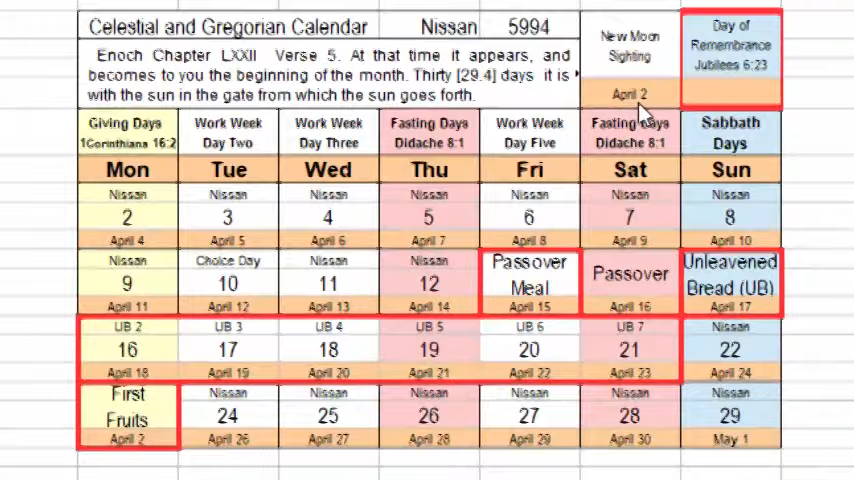 Celestial and Gregorian Calendar Nissan 5994
New Moon
Sighting
April 2
Day of
Remembrance
Jubilees 6:23
Enoch Chapter LXXII Verse 5. At that time it appears, and
becomes to you the beginning of the month. Thirty [29.4] days it is
with the sun in the gate from which the sun goes forth.
Giving Days Work Week Work Week Fasting Days Work Week Fasting Days Sabbath
1Corinthians 16:2 Day Two Day Three Didache 8:1 Day Five Didache 8:1 Days
Mon Tue Wed Thu Fri Sat Sun
Nissan Nissan Nissan Nissan Nissan Nissan Nissan
2 3 4 5 6 7 8
April 4 April 5 April 6 April 7 April 8 April 9 April 10
Nissan Choice Day Nissan Nissan Passover Passover Unleavened
9 10 11 12 Meal Bread (UB)
April 11 April 12 April 13 April 14 April 15 April 16 April 17
UB 2 UB 3 UB 4 UB 5 UB 6 UB 7 Nissan
16 17 18 19 20 21 22
April 18 April 19 April 20 April 21 April 22 April 23 April 24
First Nissan Nissan Nissan Nissan Nissan Nissan
Fruits 24 25 26 27 28 29
April 2 April 26 April 27 April 28 April 29 April 30 May 1